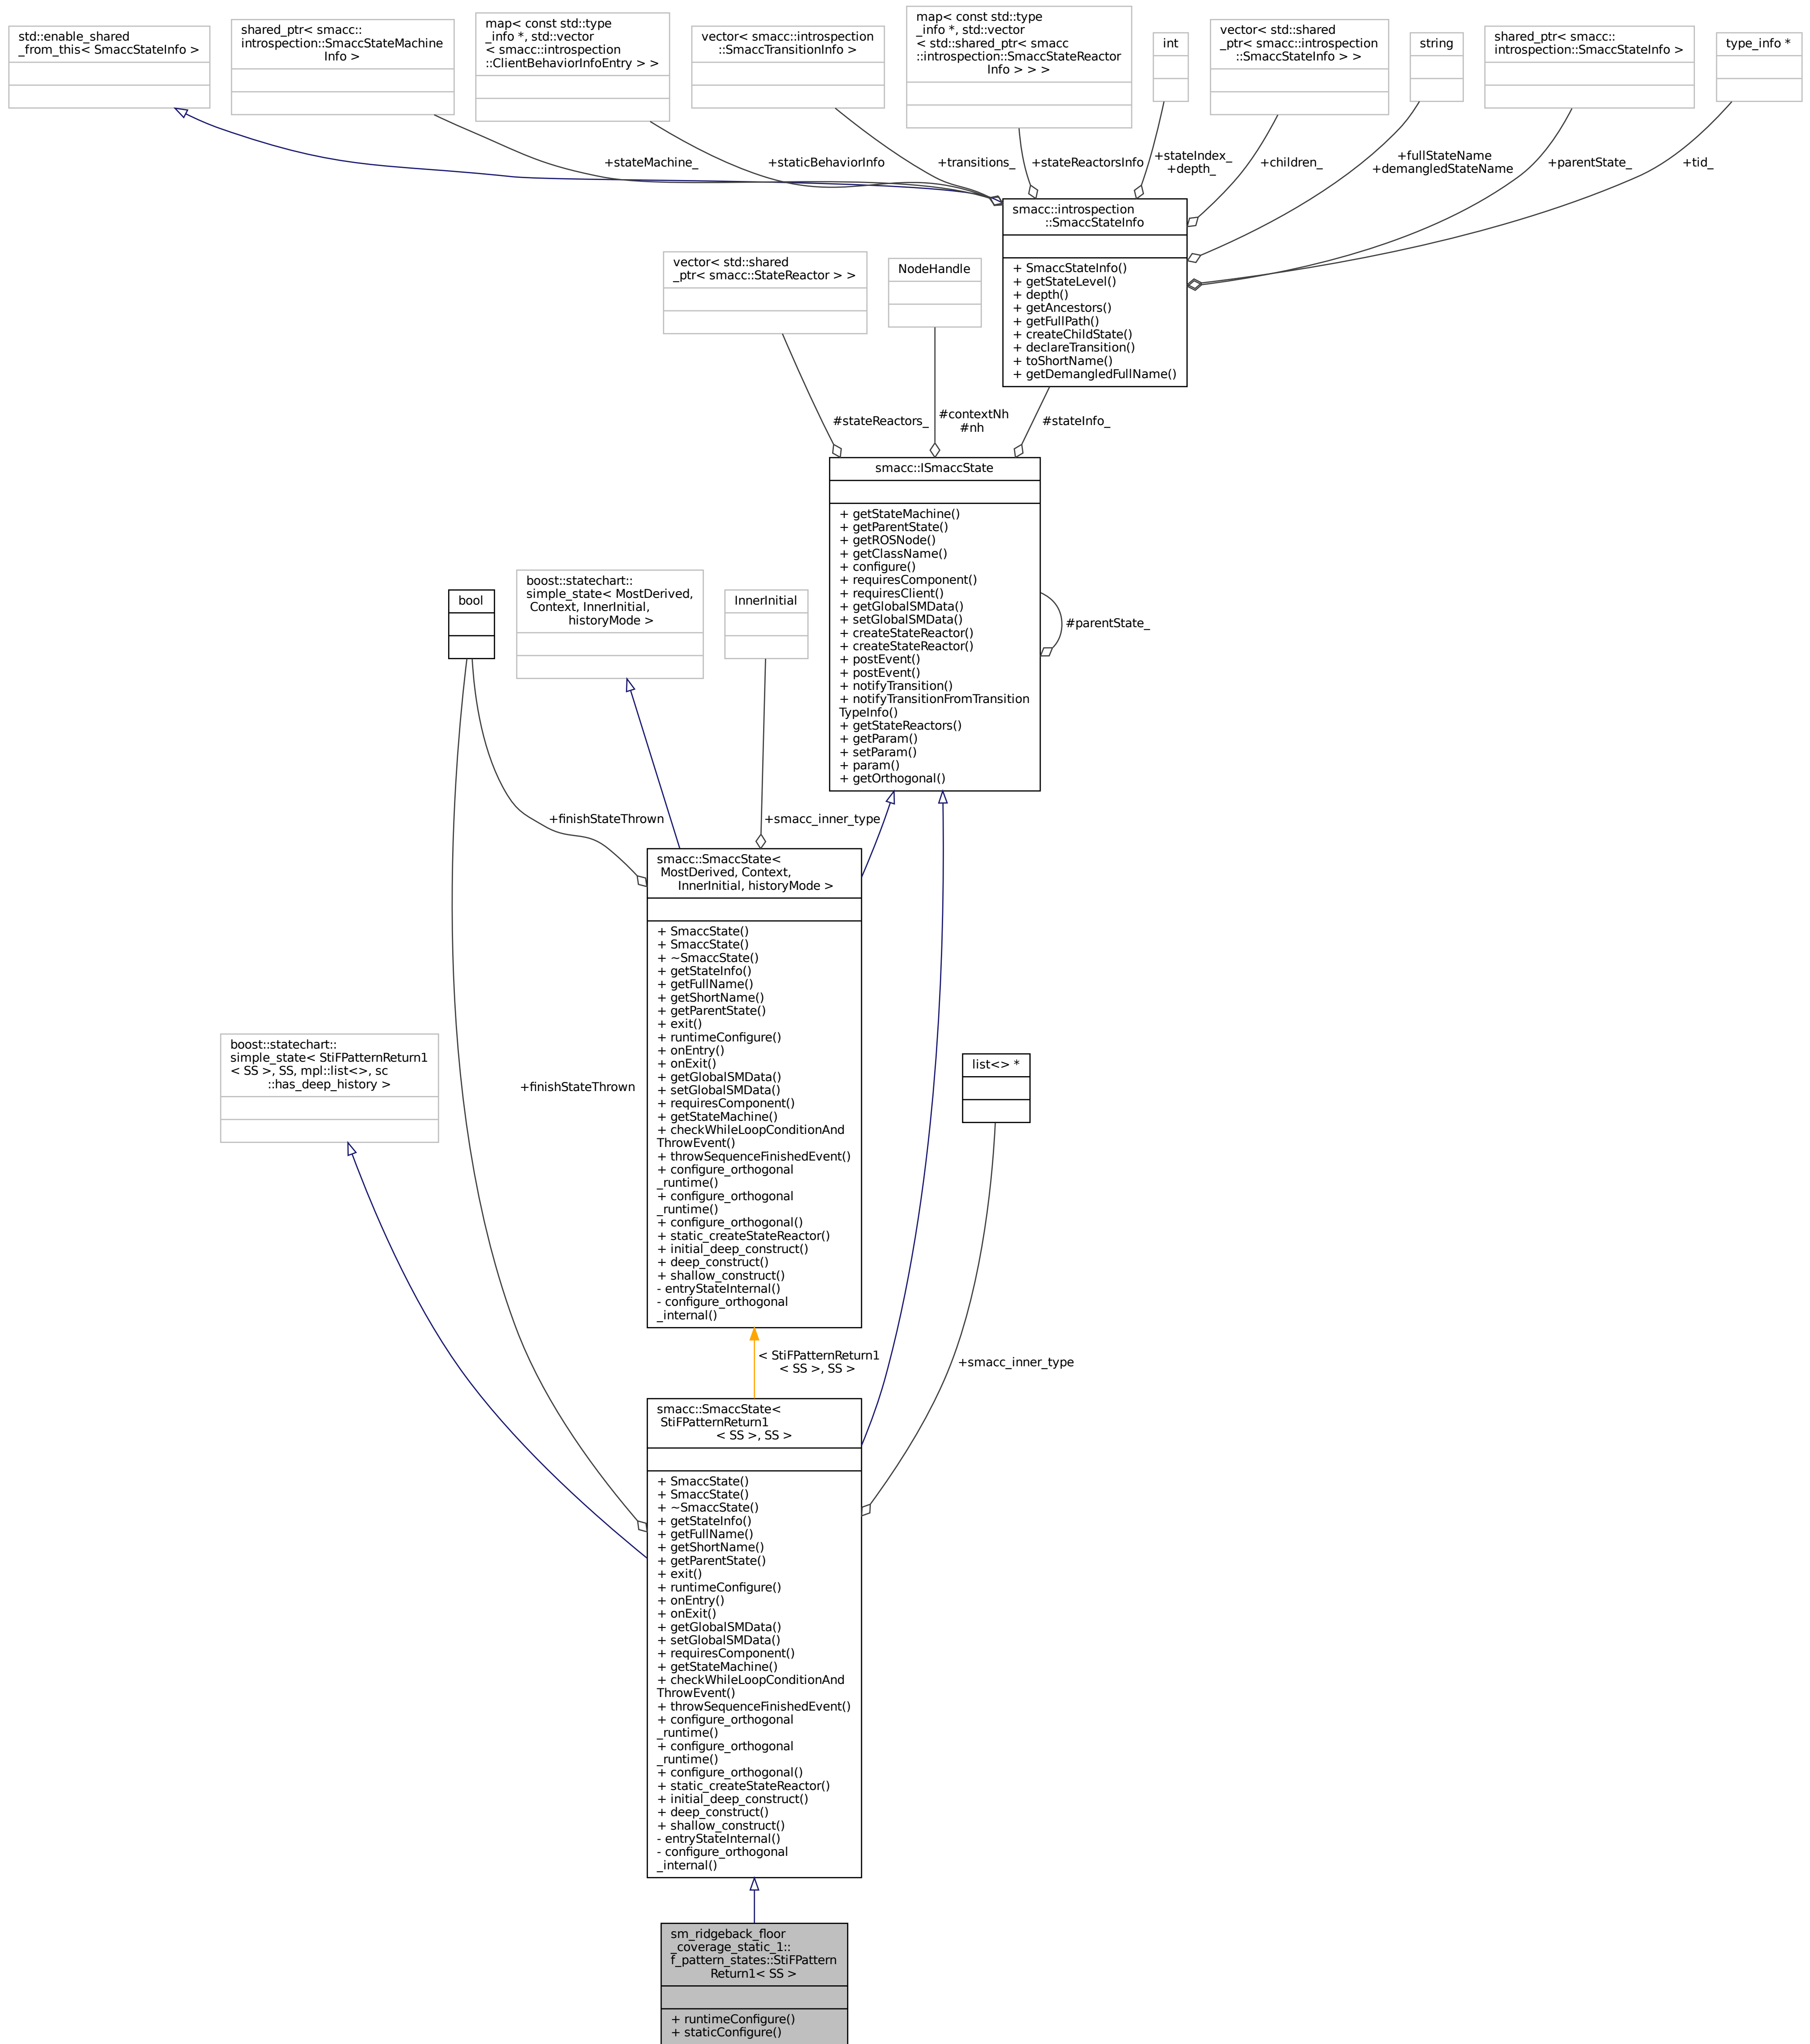 std::enable_shared
_from_this< SmaccStateInfo >
shared_ptr< smacc::
introspection::SmaccStateMachine
Info >
map< const std::type
_info *, std::vector
< smacc::introspection
::ClientBehaviorInfoEntry > >
vector< smacc::introspection
::SmaccTransitionInfo >
map< const std::type
_info *, std::vector
< std::shared_ptr< smacc
::introspection::SmaccStateReactor
Info > > >
int
vector< std::shared
_ptr< smacc::introspection
::SmaccStateInfo > >
string
shared_ptr< smacc::
introspection::SmaccStateInfo >
type_info *
+stateMachine_
+staticBehaviorInfo
+transitions_
+stateReactorsInfo
+stateIndex_
+depth_
+children_
+fullStateName
+demangledStateName
+parentState_
+tid_
smacc::introspection
::SmaccStateInfo
+ SmaccStateInfo()
+ getStateLevel()
+ depth()
+ getAncestors()
+ getFullPath()
+ createChildState()
+ declareTransition()
+ toShortName()
+ getDemangledFullName()
vector< std::shared
_ptr< smacc::StateReactor > >
NodeHandle
#stateReactors_
#contextNh
#nh
#stateInfo_
smacc::ISmaccState
+ getStateMachine()
+ getParentState()
+ getROSNode()
+ getClassName()
+ configure()
+ requiresComponent()
+ requiresClient()
+ getGlobalSMData()
+ setGlobalSMData()
+ createStateReactor()
+ createStateReactor()
+ postEvent()
+ postEvent()
+ notifyTransition()
+ notifyTransitionFromTransition
TypeInfo()
+ getStateReactors()
+ getParam()
+ setParam()
+ param()
+ getOrthogonal()
#parentState_
bool
boost::statechart::
simple_state< MostDerived,
Context, InnerInitial,
historyMode >
InnerInitial
+finishStateThrown
+smacc_inner_type
smacc::SmaccState<
MostDerived, Context,
InnerInitial, historyMode >
+ SmaccState()
+ SmaccState()
+ ~SmaccState()
+ getStateInfo()
+ getFullName()
+ getShortName()
+ getParentState()
+ exit()
+ runtimeConfigure()
+ onEntry()
+ onExit()
+ getGlobalSMData()
+ setGlobalSMData()
+ requiresComponent()
+ getStateMachine()
+ checkWhileLoopConditionAnd
ThrowEvent()
+ throwSequenceFinishedEvent()
+ configure_orthogonal
_runtime()
+ configure_orthogonal
_runtime()
+ configure_orthogonal()
+ static_createStateReactor()
+ initial_deep_construct()
+ deep_construct()
+ shallow_construct()
- entryStateInternal()
- configure_orthogonal
_internal()
boost::statechart::
simple_state< StiFPatternReturn1
< SS >, SS, mpl::list<>, sc
::has_deep_history >
+finishStateThrown
list<> *
< StiFPatternReturn1
< SS >, SS >
+smacc_inner_type
smacc::SmaccState<
StiFPatternReturn1
< SS >, SS >
+ SmaccState()
+ SmaccState()
+ ~SmaccState()
+ getStateInfo()
+ getFullName()
+ getShortName()
+ getParentState()
+ exit()
+ runtimeConfigure()
+ onEntry()
+ onExit()
+ getGlobalSMData()
+ setGlobalSMData()
+ requiresComponent()
+ getStateMachine()
+ checkWhileLoopConditionAnd
ThrowEvent()
+ throwSequenceFinishedEvent()
+ configure_orthogonal
_runtime()
+ configure_orthogonal
_runtime()
+ configure_orthogonal()
+ static_createStateReactor()
+ initial_deep_construct()
+ deep_construct()
+ shallow_construct()
- entryStateInternal()
- configure_orthogonal
_internal()
sm_ridgeback_floor
_coverage_static_1::
f_pattern_states::StiFPattern
Return1< SS >
+ runtimeConfigure()
+ staticConfigure()